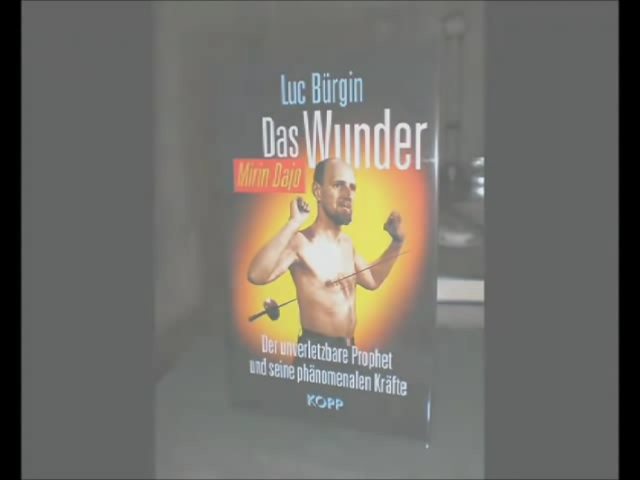 Luc Bürgin
Das Wunder
Mirin Dajo
Der unverletzbare Prophet
und seine phänomenalen Kräfte
KOPP